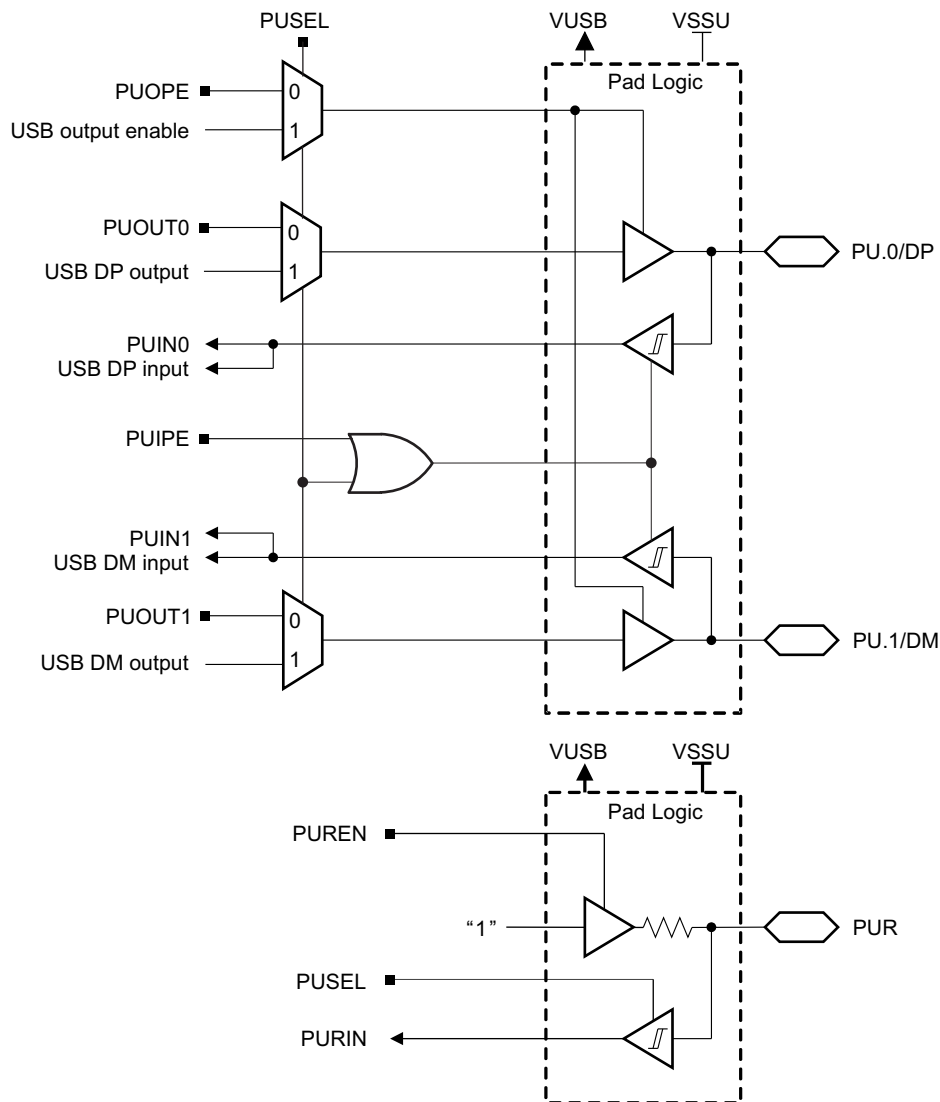 PUSEL
VUSB
VSSU
Pad Logic
PUOPE
0
USB output enable
1
PUOUT0
0
USB DP output
1
PU.0/DP
PUIN0
USB DP input
PUIPE
PUIN1
USB DM input
PUOUT1
0
USB DM output
1
PU.1/DM
VUSB
VSSU
Pad Logic
PUREN
“1”
PUR
PUSEL
PURIN